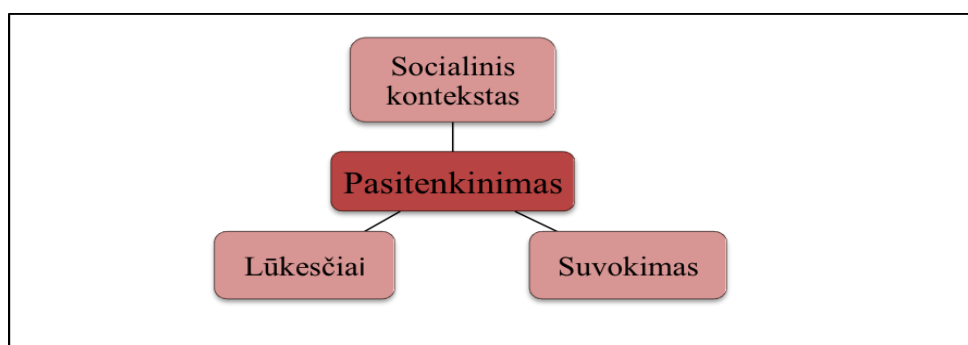 Socialinis
kontekstas
Pasitenkinimas
Lūkesčiai
Suvokimas